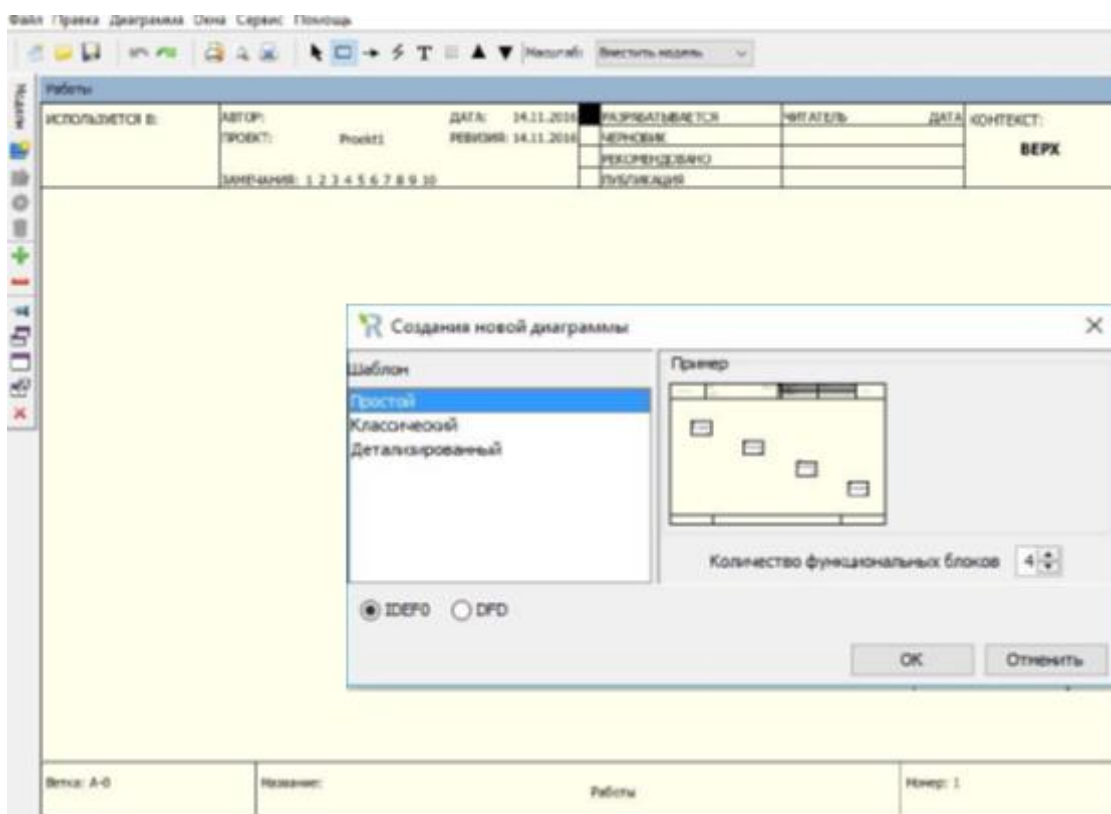 Файл Правка Диаграмма Окна Сервис Помощь
T Масштаб: Вместить модель
Модели
Работы
ИСПОЛЬЗУЕТСЯ В: АВТОР: ДАТА: 14.11.2016 РАЗРАБАТЫВАЕТСЯ ЧИТАТЕЛЬ ДАТА КОНТЕКСТ:
ПРОЕКТ: Proekt1 РЕВИЗИЯ: 14.11.2016 ЧЕРНОВИК ВЕРХ
РЕКОМЕНДОВАНО
ЗАМЕЧАНИЯ: 1 2 3 4 5 6 7 8 9 10 ПУБЛИКАЦИЯ
Создания новой диаграммы
Шаблон
Простой
Классический
Детализированный
Пример
Количество функциональных блоков 4
IDEF0 DFD
OK Отменить
Ветка: A-0 Название: Работы Номер: 1